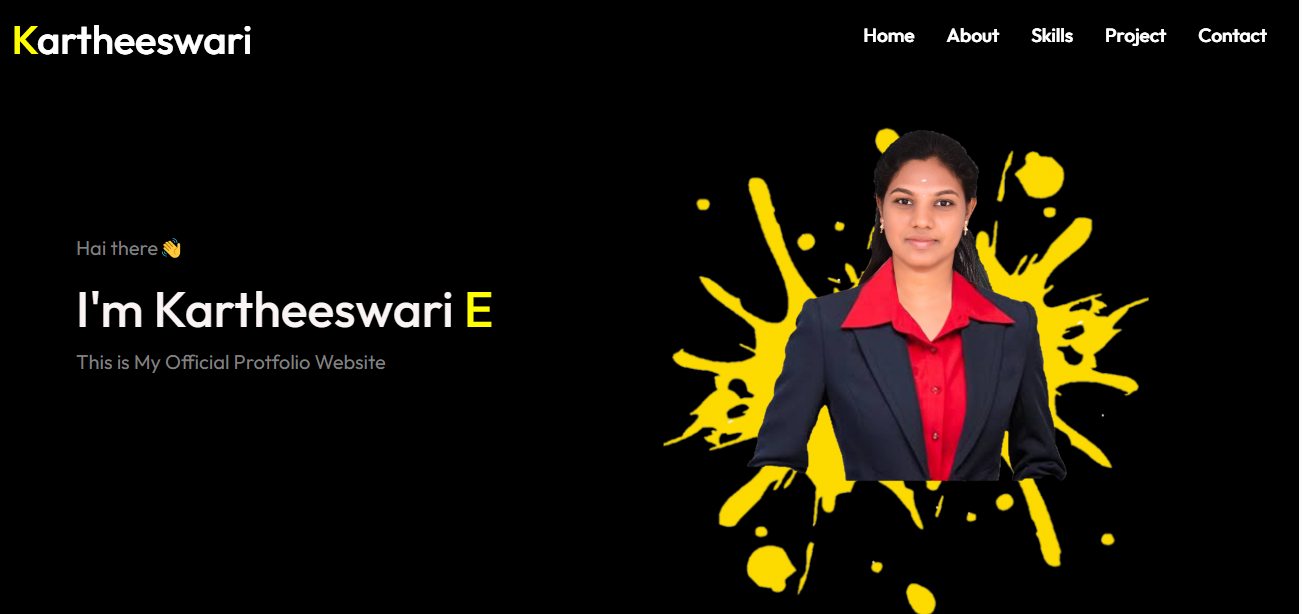 Kartheeswari
Home About Skills Project Contact
Hai there 👋
I'm Kartheeswari E
This is My Official Protfolio Website